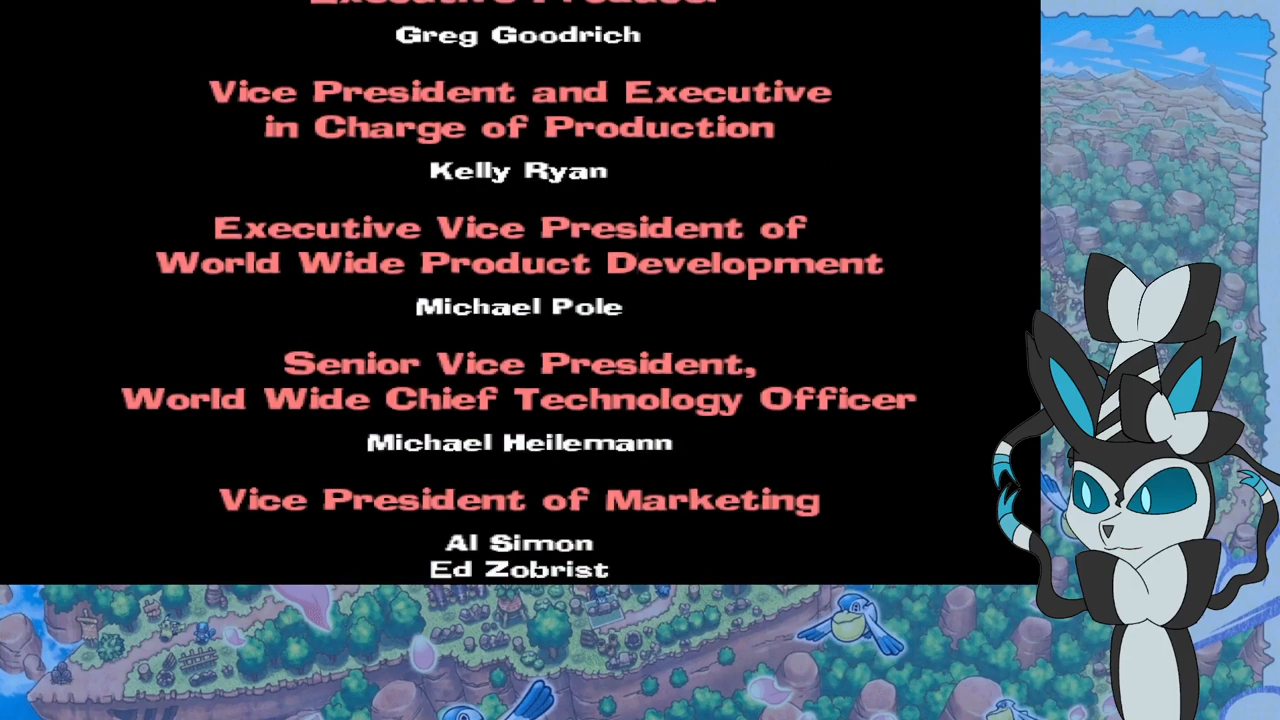 Executive Producer
Greg Goodrich
Vice President and Executive
in Charge of Production
Kelly Ryan
Executive Vice President of
World Wide Product Development
Michael Pole
Senior Vice President,
World Wide Chief Technology Officer
Michael Heilemann
Vice President of Marketing
Al Simon
Ed Zobrist